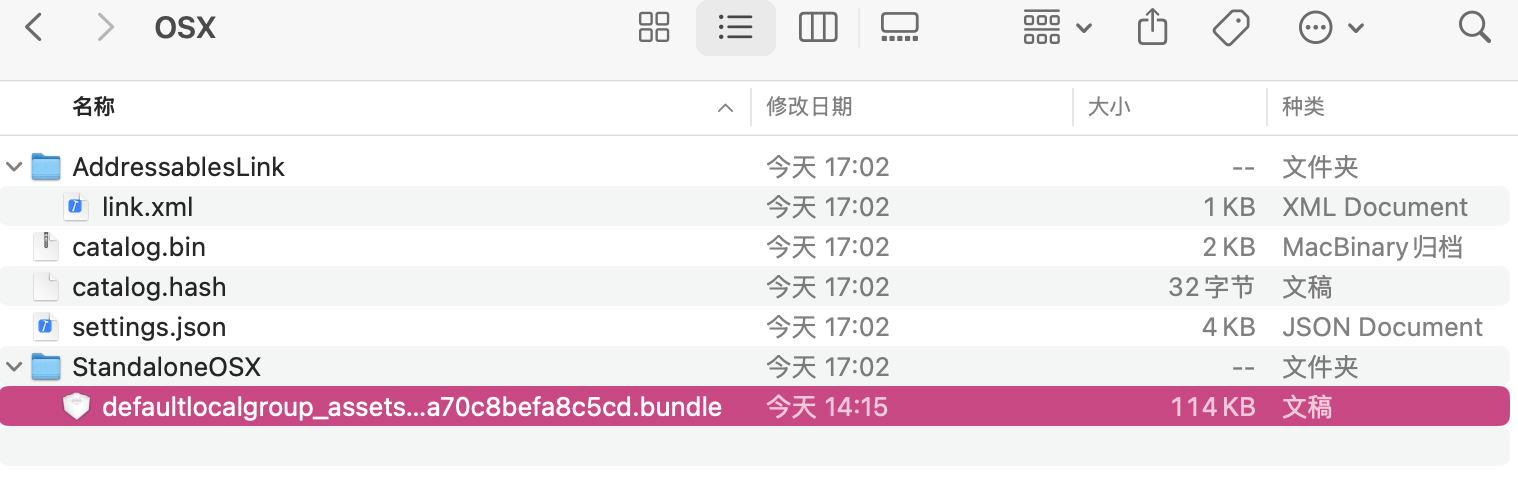 OSX
名称 修改日期 大小 种类
AddressablesLink 今天 17:02 -- 文件夹
link.xml 今天 17:02 1 KB XML Document
catalog.bin 今天 17:02 2 KB MacBinary归档
catalog.hash 今天 17:02 32字节 文稿
settings.json 今天 17:02 4 KB JSON Document
StandaloneOSX 今天 17:02 -- 文件夹
defaultlocalgroup_assets...a70c8befa8c5cd.bundle 今天 14:15 114 KB 文稿